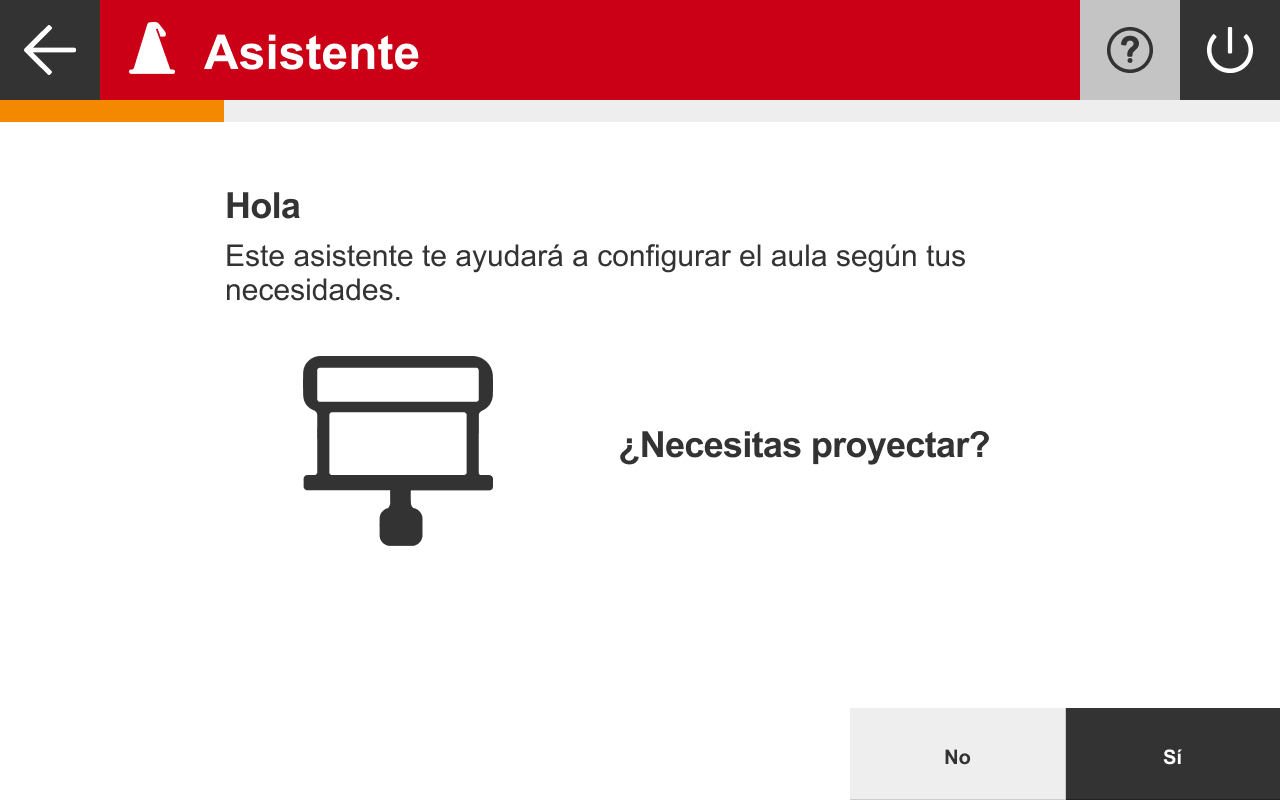 Asistente
Hola
Este asistente te ayudará a configurar el aula según tus
necesidades.
¿Necesitas proyectar?
No
Sí